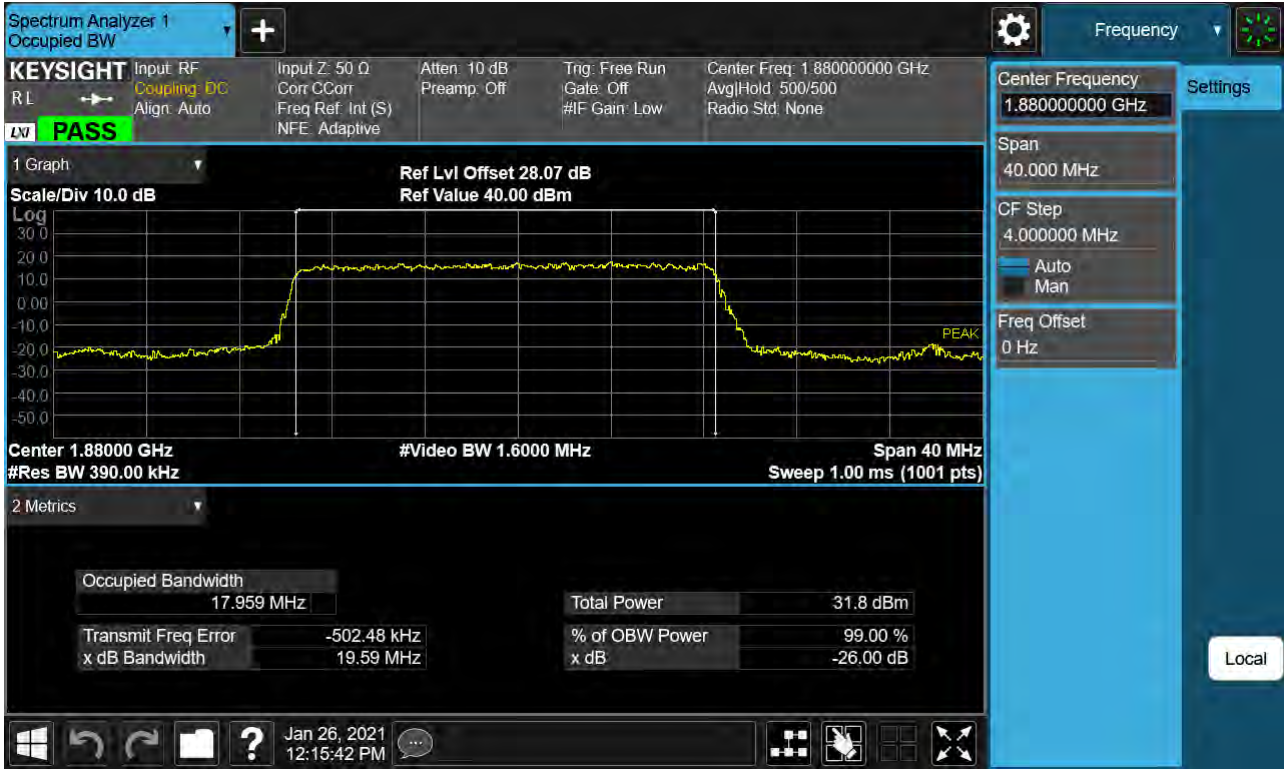 Spectrum Analyzer 1
Occupied BW
Frequency
KEYSIGHT
R L
LXI PASS
Input: RF
Coupling: DC
Align: Auto
Input Z: 50 Ω
Corr CCorr
Freq Ref: Int (S)
NFE: Adaptive
Atten: 10 dB
Preamp: Off
Trig: Free Run
Gate: Off
#IF Gain: Low
Center Freq: 1.880000000 GHz
Avg|Hold: 500/500
Radio Std: None
Center Frequency
1.880000000 GHz
Settings
Span
40.000 MHz
CF Step
4.000000 MHz
Auto
Man
Freq Offset
0 Hz
1 Graph
Scale/Div 10.0 dB
Ref Lvl Offset 28.07 dB
Ref Value 40.00 dBm
Log
30.0
20.0
10.0
0.00
-10.0
-20.0
-30.0
-40.0
-50.0
PEAK
Center 1.88000 GHz
#Video BW 1.6000 MHz
Span 40 MHz
#Res BW 390.00 kHz
Sweep 1.00 ms (1001 pts)
2 Metrics
Occupied Bandwidth
17.959 MHz
Total Power 31.8 dBm
Transmit Freq Error -502.48 kHz
% of OBW Power 99.00 %
x dB Bandwidth 19.59 MHz
x dB -26.00 dB
Local
?
Jan 26, 2021
12:15:42 PM